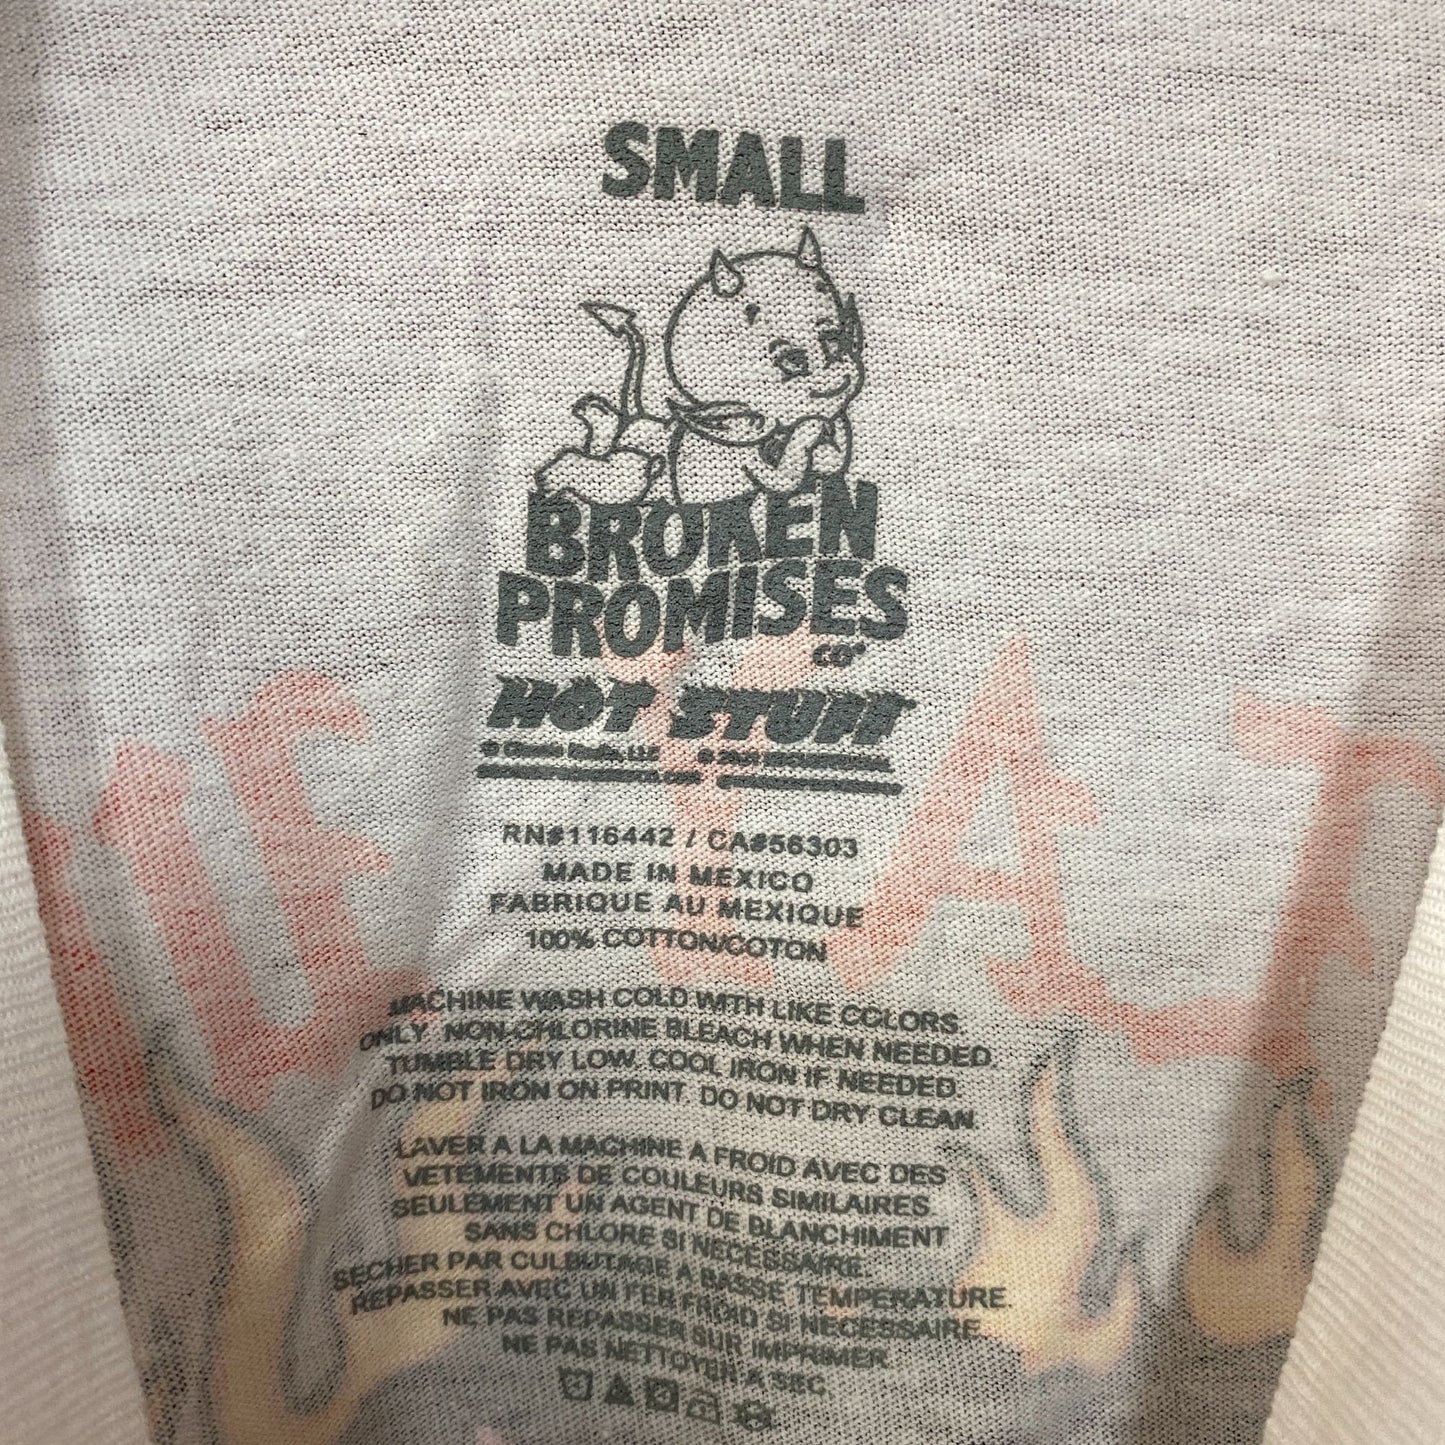 SMALL
BROKEN
PROMISES
CO®
HOT STUFF
© Classic Media, LLC ©
RN#116442 / CA#56303
MADE IN MEXICO
FABRIQUE AU MEXIQUE
100% COTTON/COTON
MACHINE WASH COLD WITH LIKE COLORS.
ONLY NON-CHLORINE BLEACH WHEN NEEDED.
TUMBLE DRY LOW. COOL IRON IF NEEDED.
DO NOT IRON ON PRINT. DO NOT DRY CLEAN.
LAVER A LA MACHINE A FROID AVEC DES
VETEMENTS DE COULEURS SIMILAIRES.
SEULEMENT UN AGENT DE BLANCHIMENT
SANS CHLORE SI NECESSAIRE.
SECHER PAR CULBUTAGE A BASSE TEMPERATURE.
REPASSER AVEC UN FER FROID SI NECESSAIRE.
NE PAS REPASSER SUR IMPRIMER.
NE PAS NETTOYER A SEC.